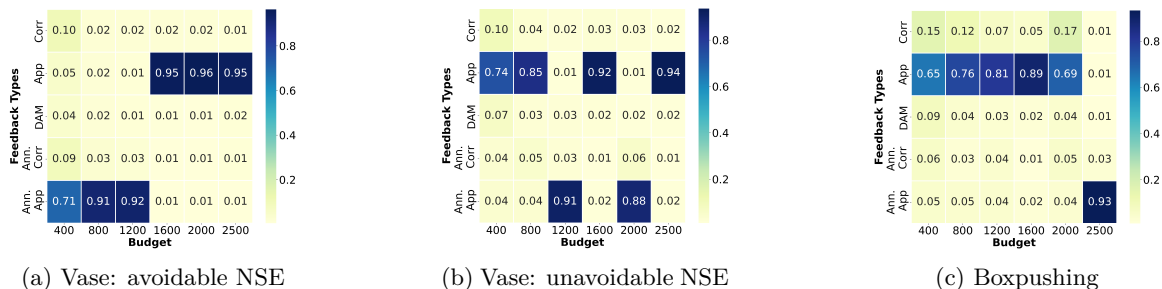 Feedback Types
Corr
App
DAM
Ann. Corr
Ann. App
0.10 0.02 0.02 0.02 0.02 0.01
0.05 0.02 0.01 0.95 0.96 0.95
0.04 0.02 0.01 0.01 0.01 0.01
0.09 0.03 0.03 0.01 0.01 0.01
0.71 0.91 0.92 0.01 0.01 0.01
400 800 1200 1600 2000 2500
Budget
0.8
0.6
0.4
0.2
(a) Vase: avoidable NSE
Feedback Types
Corr
App
DAM
Ann. Corr
Ann. App
0.10 0.04 0.02 0.03 0.03 0.02
0.74 0.85 0.01 0.92 0.01 0.94
0.07 0.03 0.03 0.02 0.02 0.02
0.04 0.05 0.03 0.01 0.06 0.01
0.04 0.04 0.91 0.02 0.88 0.02
400 800 1200 1600 2000 2500
Budget
0.8
0.6
0.4
0.2
(b) Vase: unavoidable NSE
Feedback Types
Corr
App
DAM
Ann. Corr
Ann. App
0.15 0.12 0.07 0.05 0.17 0.01
0.65 0.76 0.81 0.89 0.69 0.01
0.09 0.04 0.03 0.02 0.04 0.01
0.06 0.03 0.04 0.01 0.05 0.03
0.05 0.05 0.04 0.02 0.05 0.93
400 800 1200 1600 2000 2500
Budget
0.8
0.6
0.4
0.2
(c) Boxpushing